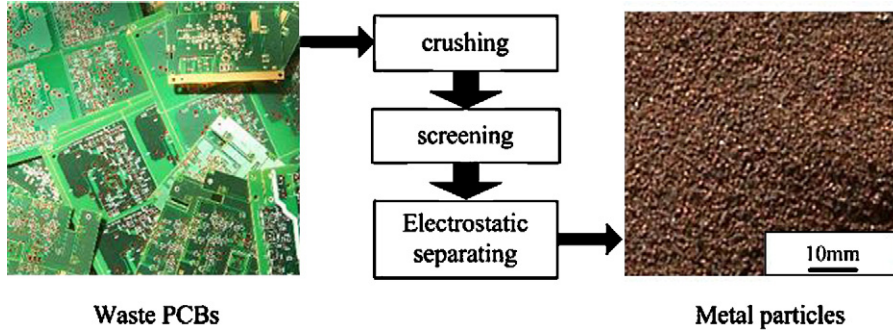 crushing
screening
Electrostatic
separating
10mm
Waste PCBs
Metal particles